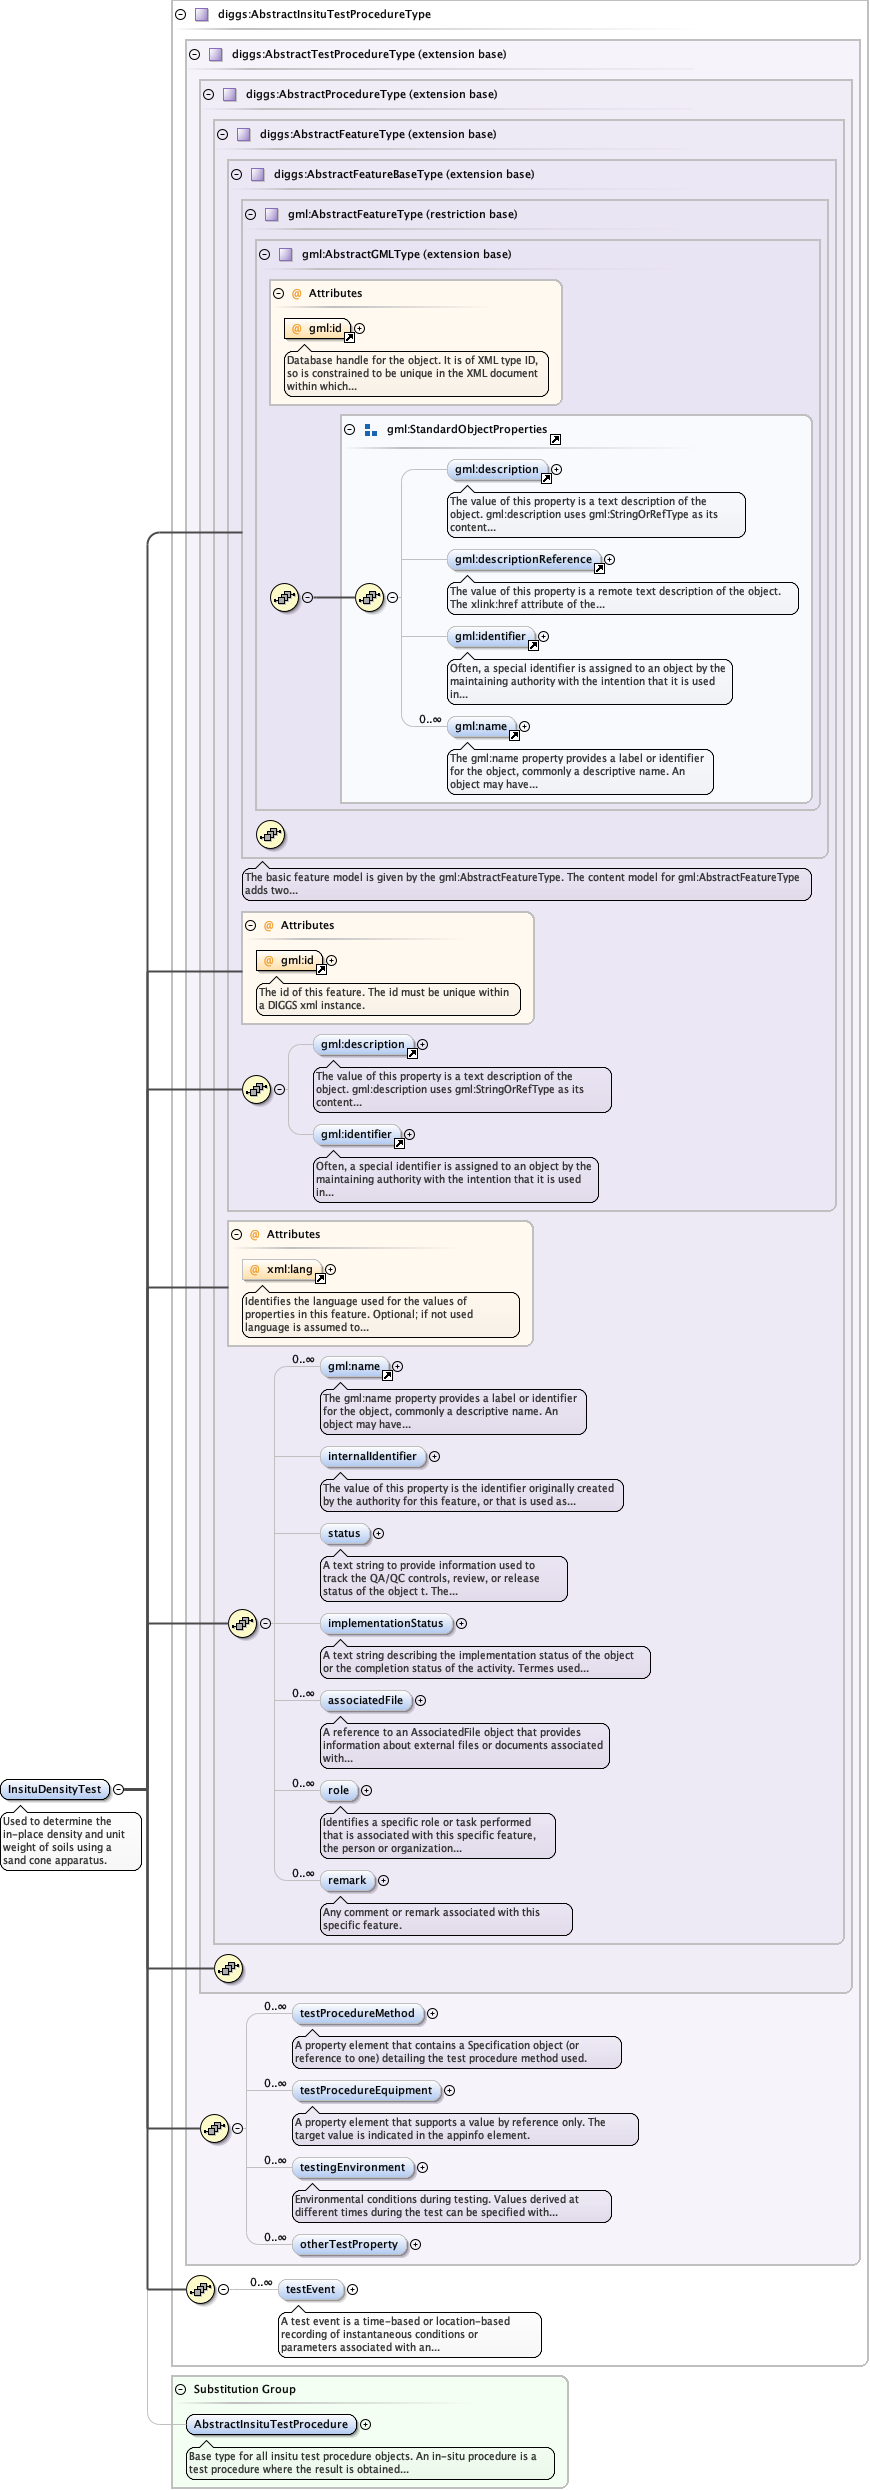 diggs:AbstractInsituTestProcedureType
diggs:AbstractTestProcedureType (extension base)
diggs:AbstractProcedureType (extension base)
diggs:AbstractFeatureType (extension base)
diggs:AbstractFeatureBaseType (extension base)
gml:AbstractFeatureType (restriction base)
gml:AbstractGMLType (extension base)
@ Attributes
@ gml:id
Database handle for the object. It is of XML type ID,
so is constrained to be unique in the XML document
within which...
gml:StandardObjectProperties
gml:description
The value of this property is a text description of the
object. gml:description uses gml:StringOrRefType as its
content...
gml:descriptionReference
The value of this property is a remote text description of the object.
The xlink:href attribute of the...
gml:identifier
Often, a special identifier is assigned to an object by the
maintaining authority with the intention that it is used
in...
0..∞
gml:name
The gml:name property provides a label or identifier
for the object, commonly a descriptive name. An
object may have...
The basic feature model is given by the gml:AbstractFeatureType. The content model for gml:AbstractFeatureType
adds two...
@ Attributes
@ gml:id
The id of this feature. The id must be unique within
a DIGGS xml instance.
gml:description
The value of this property is a text description of the
object. gml:description uses gml:StringOrRefType as its
content...
gml:identifier
Often, a special identifier is assigned to an object by the
maintaining authority with the intention that it is used
in...
@ Attributes
@ xml:lang
Identifies the language used for the values of
properties in this feature. Optional; if not used
language is assumed to...
0..∞
gml:name
The gml:name property provides a label or identifier
for the object, commonly a descriptive name. An
object may have...
internalIdentifier
The value of this property is the identifier originally created
by the authority for this feature, or that is used as...
status
A text string to provide information used to
track the QA/QC controls, review, or release
status of the object t. The...
implementationStatus
A text string describing the implementation status of the object
or the completion status of the activity. Termes used...
0..∞
associatedFile
A reference to an AssociatedFile object that provides
information about external files or documents associated
with...
0..∞
role
Identifies a specific role or task performed
that is associated with this specific feature,
the person or organization...
0..∞
remark
Any comment or remark associated with this
specific feature.
InsituDensityTest
Used to determine the
in-place density and unit
weight of soils using a
sand cone apparatus.
0..∞
testProcedureMethod
A property element that contains a Specification object (or
reference to one) detailing the test procedure method used.
0..∞
testProcedureEquipment
A property element that supports a value by reference only. The
target value is indicated in the appinfo element.
0..∞
testingEnvironment
Environmental conditions during testing. Values derived at
different times during the test can be specified with...
0..∞
otherTestProperty
0..∞
testEvent
A test event is a time-based or location-based
recording of instantaneous conditions or
parameters associated with an...
Substitution Group
AbstractInsituTestProcedure
Base type for all insitu test procedure objects. An in-situ procedure is a
test procedure where the result is obtained...